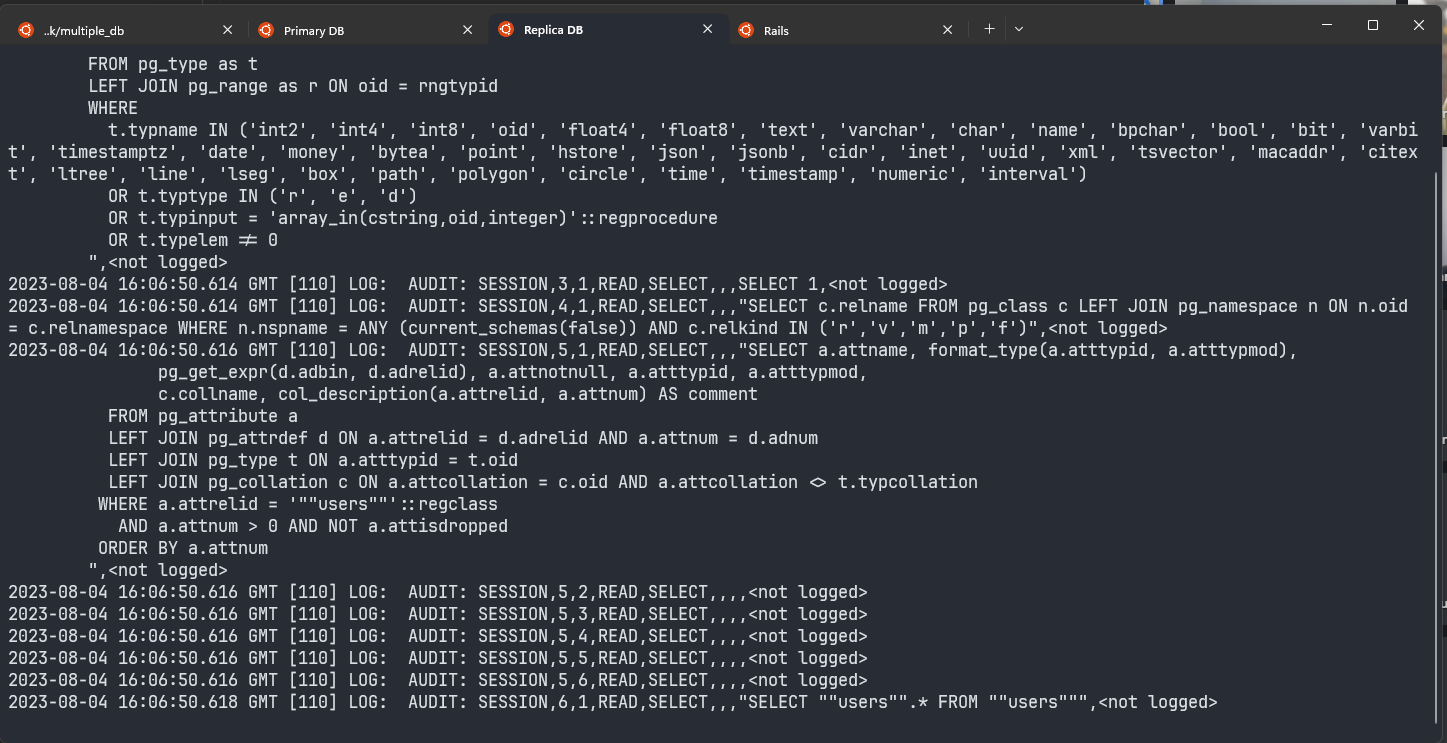 ..k/multiple_db
Primary DB
Replica DB
Rails
FROM pg_type as t
LEFT JOIN pg_range as r ON oid = rngtypid
WHERE
t.typname IN ('int2', 'int4', 'int8', 'oid', 'float4', 'float8', 'text', 'varchar', 'char', 'name', 'bpchar', 'bool', 'bit', 'varbi
t', 'timestamptz', 'date', 'money', 'bytea', 'point', 'hstore', 'json', 'jsonb', 'cidr', 'inet', 'uuid', 'xml', 'tsvector', 'macaddr', 'citex
t', 'ltree', 'line', 'lseg', 'box', 'path', 'polygon', 'circle', 'time', 'timestamp', 'numeric', 'interval')
OR t.typtype IN ('r', 'e', 'd')
OR t.typinput = 'array_in(cstring,oid,integer)'::regprocedure
OR t.typelem != 0
",<not logged>
2023-08-04 16:06:50.614 GMT [110] LOG:  AUDIT: SESSION,3,1,READ,SELECT,,,SELECT 1,<not logged>
2023-08-04 16:06:50.614 GMT [110] LOG:  AUDIT: SESSION,4,1,READ,SELECT,,,"SELECT c.relname FROM pg_class c LEFT JOIN pg_namespace n ON n.oid
= c.relnamespace WHERE n.nspname = ANY (current_schemas(false)) AND c.relkind IN ('r','v','m','p','f')",<not logged>
2023-08-04 16:06:50.616 GMT [110] LOG:  AUDIT: SESSION,5,1,READ,SELECT,,,"SELECT a.attname, format_type(a.atttypid, a.atttypmod),
pg_get_expr(d.adbin, d.adrelid), a.attnotnull, a.atttypid, a.atttypmod,
c.collname, col_description(a.attrelid, a.attnum) AS comment
FROM pg_attribute a
LEFT JOIN pg_attrdef d ON a.attrelid = d.adrelid AND a.attnum = d.adnum
LEFT JOIN pg_type t ON a.atttypid = t.oid
LEFT JOIN pg_collation c ON a.attcollation = c.oid AND a.attcollation <> t.typcollation
WHERE a.attrelid = '""users""'::regclass
AND a.attnum > 0 AND NOT a.attisdropped
ORDER BY a.attnum
",<not logged>
2023-08-04 16:06:50.616 GMT [110] LOG:  AUDIT: SESSION,5,2,READ,SELECT,,,,<not logged>
2023-08-04 16:06:50.616 GMT [110] LOG:  AUDIT: SESSION,5,3,READ,SELECT,,,,<not logged>
2023-08-04 16:06:50.616 GMT [110] LOG:  AUDIT: SESSION,5,4,READ,SELECT,,,,<not logged>
2023-08-04 16:06:50.616 GMT [110] LOG:  AUDIT: SESSION,5,5,READ,SELECT,,,,<not logged>
2023-08-04 16:06:50.616 GMT [110] LOG:  AUDIT: SESSION,5,6,READ,SELECT,,,,<not logged>
2023-08-04 16:06:50.618 GMT [110] LOG:  AUDIT: SESSION,6,1,READ,SELECT,,,"SELECT ""users"".* FROM ""users""",<not logged>